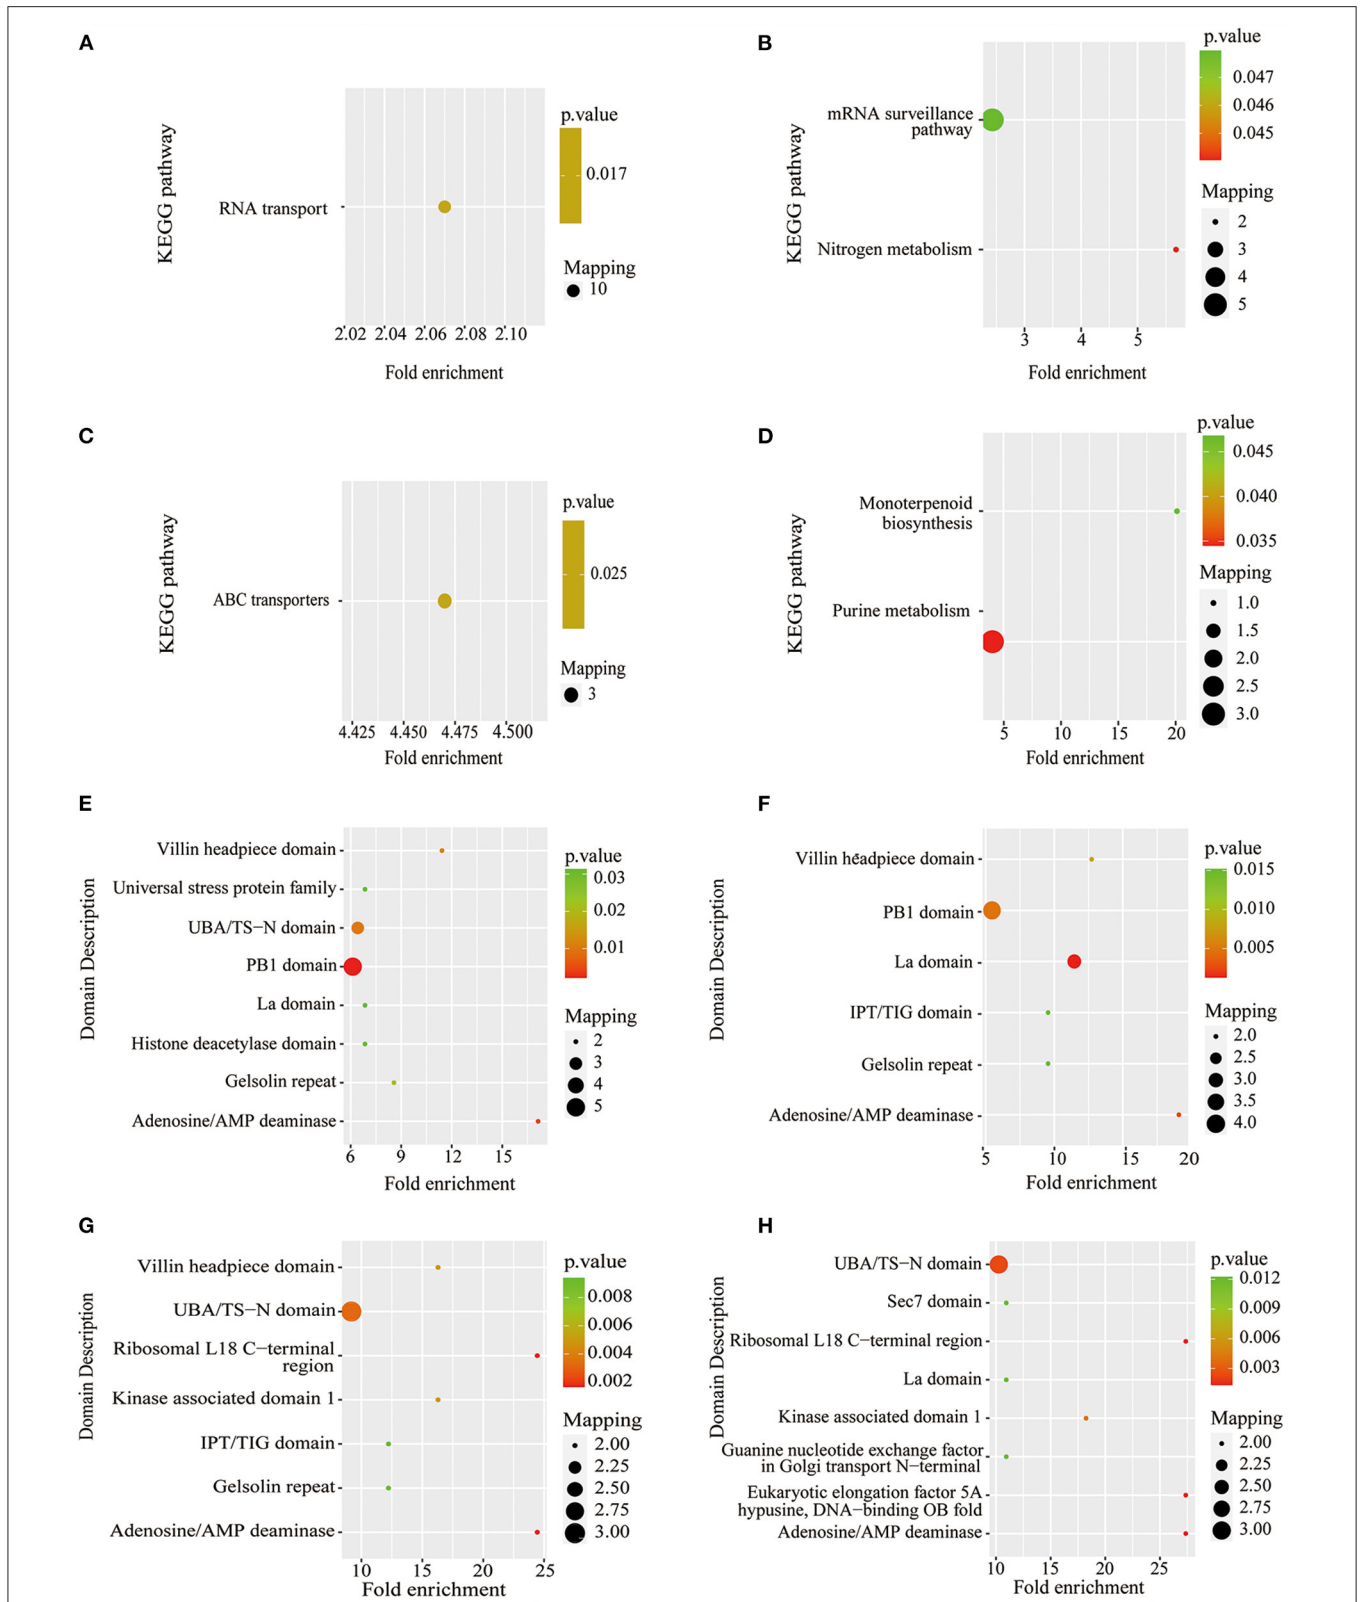 A
KEGG pathway
RNA transport
2.02 2.04 2.06 2.08 2.10
Fold enrichment
p.value
0.017
Mapping
10
B
KEGG pathway
mRNA surveillance
pathway
Nitrogen metabolism
3 4 5
Fold enrichment
p.value
0.047
0.046
0.045
Mapping
2
3
4
5
C
KEGG pathway
ABC transporters
4.425 4.450 4.475 4.500
Fold enrichment
p.value
0.025
Mapping
3
D
KEGG pathway
Monoterpenoid
biosynthesis
Purine metabolism
5 10 15 20
Fold enrichment
p.value
0.045
0.040
0.035
Mapping
1.0
1.5
2.0
2.5
3.0
E
Domain Description
Villin headpiece domain
Universal stress protein family
UBA/TS−N domain
PB1 domain
La domain
Histone deacetylase domain
Gelsolin repeat
Adenosine/AMP deaminase
6 9 12 15
Fold enrichment
p.value
0.03
0.02
0.01
Mapping
2
3
4
5
F
Domain Description
Villin headpiece domain
PB1 domain
La domain
IPT/TIG domain
Gelsolin repeat
Adenosine/AMP deaminase
5 10 15 20
Fold enrichment
p.value
0.015
0.010
0.005
Mapping
2.0
2.5
3.0
3.5
4.0
G
Domain Description
Villin headpiece domain
UBA/TS−N domain
Ribosomal L18 C−terminal
region
Kinase associated domain 1
IPT/TIG domain
Gelsolin repeat
Adenosine/AMP deaminase
10 15 20 25
Fold enrichment
p.value
0.008
0.006
0.004
0.002
Mapping
2.00
2.25
2.50
2.75
3.00
H
Domain Description
UBA/TS−N domain
Sec7 domain
Ribosomal L18 C−terminal region
La domain
Kinase associated domain 1
Guanine nucleotide exchange factor
in Golgi transport N−terminal
Eukaryotic elongation factor 5A
hypusine, DNA−binding OB fold
Adenosine/AMP deaminase
10 15 20 25
Fold enrichment
p.value
0.012
0.009
0.006
0.003
Mapping
2.00
2.25
2.50
2.75
3.00